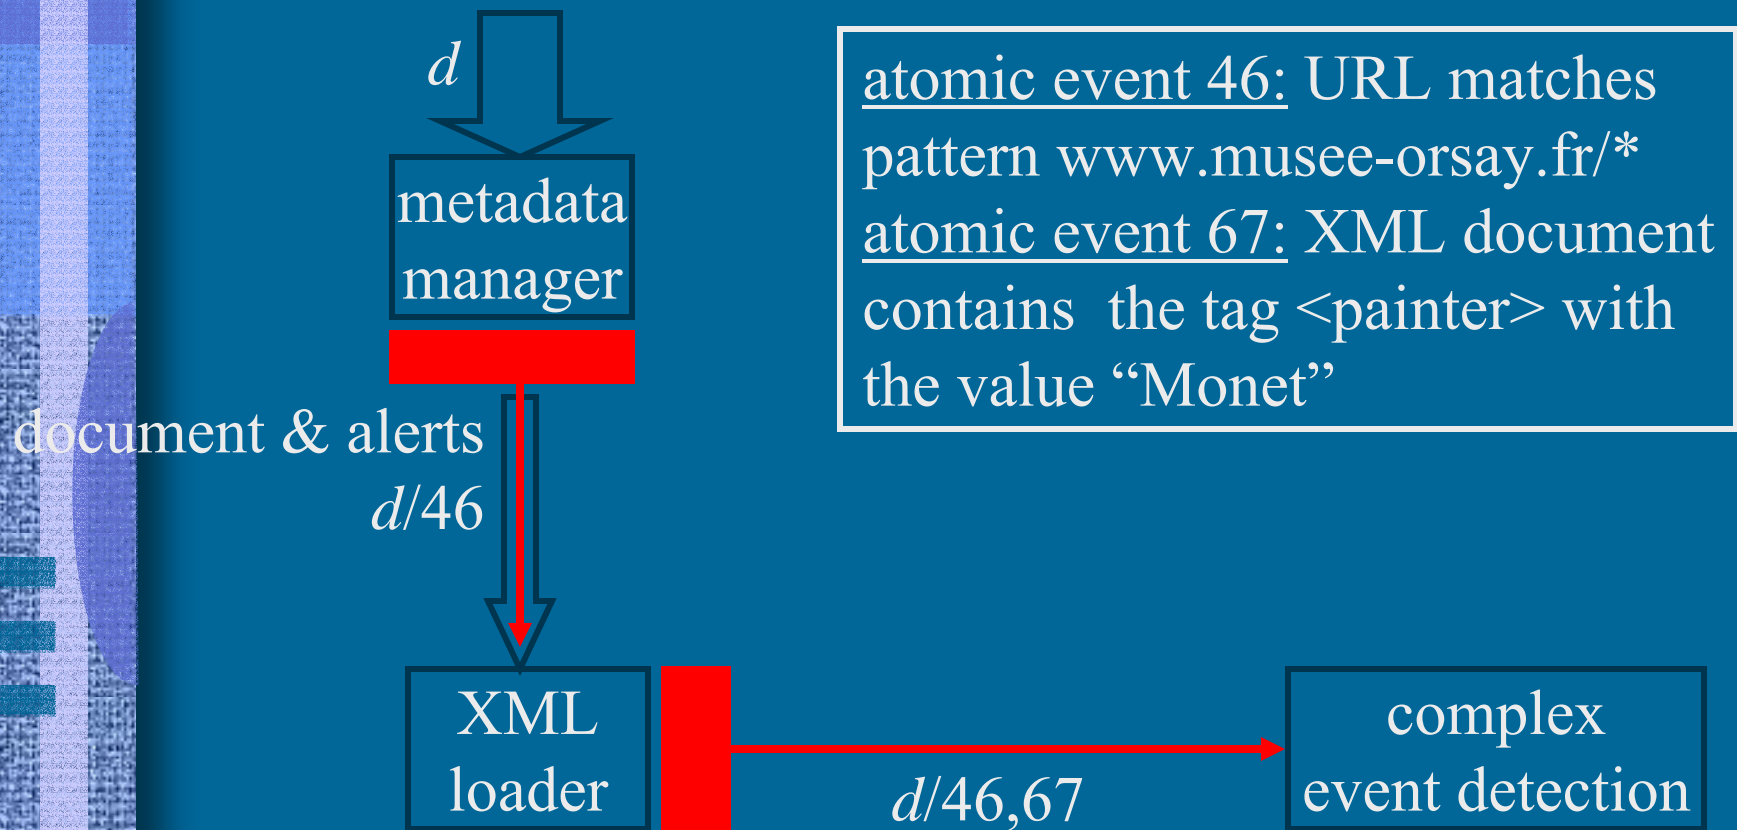 d
metadata
manager
document & alerts
d/46
XML
loader
d/46,67
complex
event detection
atomic event 46: URL matches
pattern www.musee-orsay.fr/*
atomic event 67: XML document
contains  the tag <painter> with
the value “Monet”